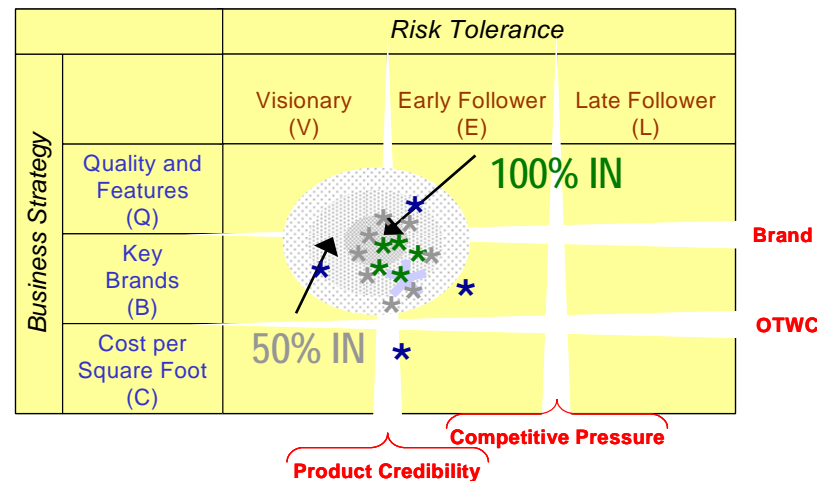 Risk Tolerance
Business Strategy
Visionary
(V)
Early Follower
(E)
Late Follower
(L)
Quality and
Features
(Q)
100% IN
Key
Brands
(B)
Brand
OTWC
Cost per
Square Foot
(C)
50% IN
Competitive Pressure
Product Credibility